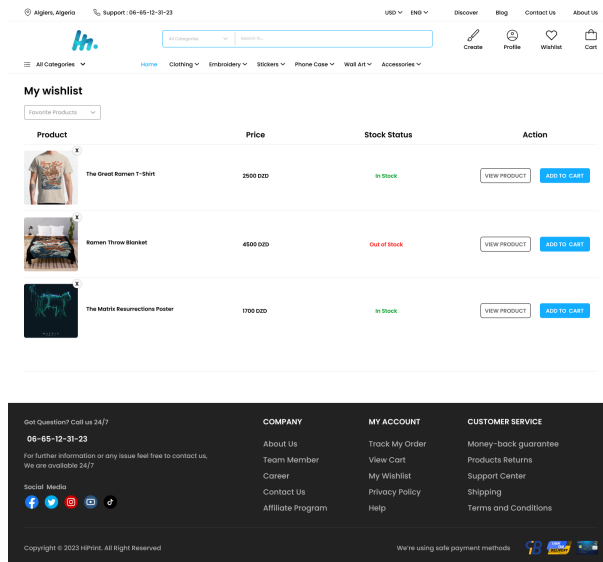 Algiers, Algeria
Support : 06-65-12-31-23
USD
ENG
Discover
Blog
Contact Us
About Us
All Categories
Search is...
Create
Profile
Wishlist
Cart
All Categories
Home
Clothing
Embroidery
Stickers
Phone Case
Wall Art
Accessories
My wishlist
Favorite Products
Product
Price
Stock Status
Action
X
The Great Ramen T-Shirt
2500 DZD
In Stock
VIEW PRODUCT
ADD TO CART
X
Ramen Throw Blanket
4500 DZD
Out of Stock
VIEW PRODUCT
ADD TO CART
X
The Matrix Resurrections Poster
1700 DZD
In Stock
VIEW PRODUCT
ADD TO CART
Got Question? Call us 24/7
06-65-12-31-23
For further information or any issue feel free to contact us,
We are available 24/7
Social Media
COMPANY
About Us
Team Member
Career
Contact Us
Affiliate Program
MY ACCOUNT
Track My Order
View Cart
My Wishlist
Privacy Policy
Help
CUSTOMER SERVICE
Money-back guarantee
Products Returns
Support Center
Shipping
Terms and Conditions
Copyright © 2023 HiPrint. All Right Reserved
We're using safe payment methods